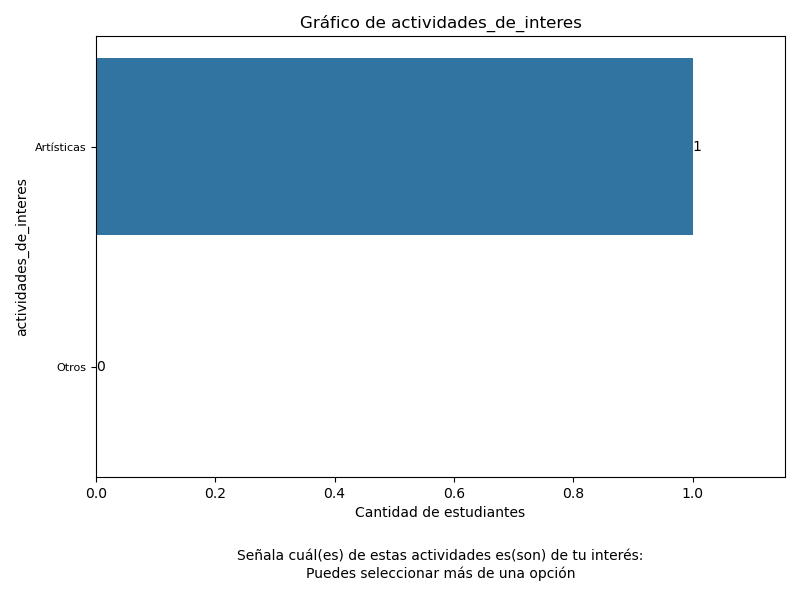 Gráfico de actividades_de_interes
actividades_de_interes
Artísticas
1
Otros
0
0.0 0.2 0.4 0.6 0.8 1.0
Cantidad de estudiantes
Señala cuál(es) de estas actividades es(son) de tu interés:
Puedes seleccionar más de una opción